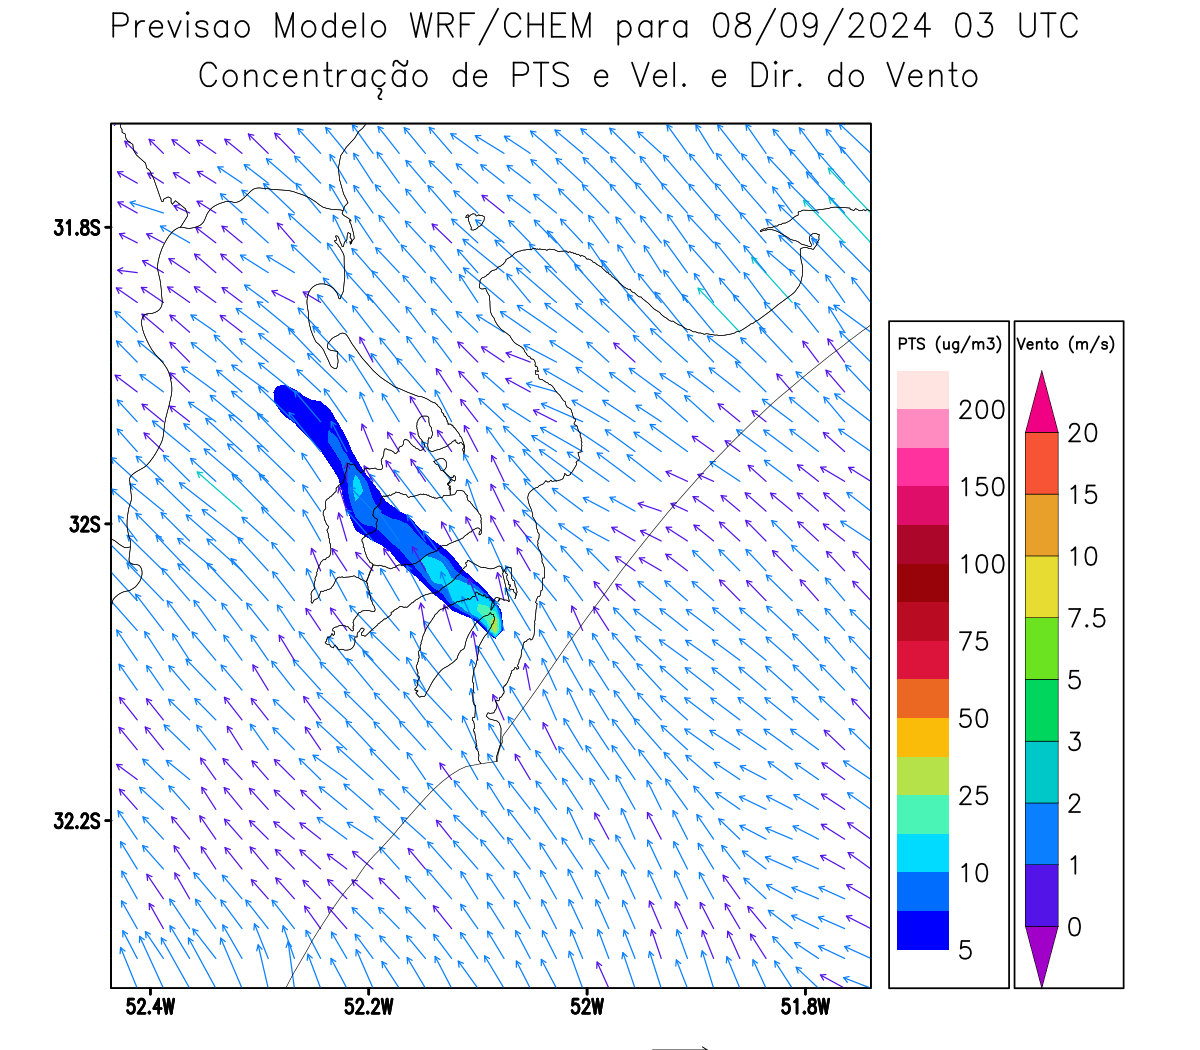 Previsao Modelo WRF/CHEM para 08/09/2024 03 UTC
Concentração de PTS e Vel. e Dir. do Vento
31.8S
32S
32.2S
52.4W
52.2W
52W
51.8W
PTS (ug/m3)
200
150
100
75
50
25
10
5
Vento (m/s)
20
15
10
7.5
5
3
2
1
0